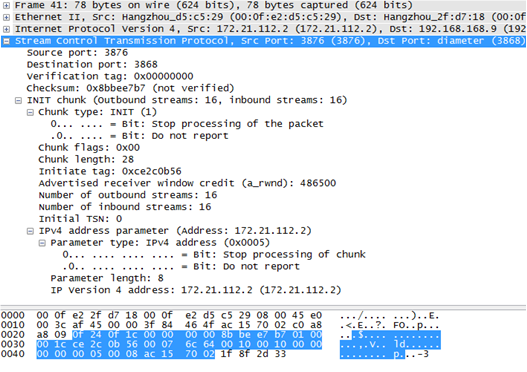 Frame 41: 78 bytes on wire (624 bits), 78 bytes captured (624 bits)
Ethernet II, Src: Hangzhou_d5:c5:29 (00:0f:e2:d5:c5:29), Dst: Hangzhou_2f:d7:18 (00:0f:e
Internet Protocol Version 4, Src: 172.21.112.2 (172.21.112.2), Dst: 192.168.168.9 (192
Stream Control Transmission Protocol, Src Port: 3876 (3876), Dst Port: diameter (3868)
Source port: 3876
Destination port: 3868
Verification tag: 0x00000000
Checksum: 0x8bbee7b7 (not verified)
INIT chunk (Outbound streams: 16, inbound streams: 16)
Chunk type: INIT (1)
0... .... = Bit: Stop processing of the packet
.0.. .... = Bit: Do not report
Chunk flags: 0x00
Chunk length: 28
Initiate tag: 0xce2c0b56
Advertised receiver window credit (a_rwnd): 486500
Number of outbound streams: 16
Number of inbound streams: 16
Initial TSN: 0
IPv4 address parameter (Address: 172.21.112.2)
Parameter type: IPv4 address (0x0005)
0... .... .... .... = Bit: Stop processing of chunk
.0.. .... .... .... = Bit: Do not report
Parameter length: 8
IP Version 4 address: 172.21.112.2 (172.21.112.2)
0000 00 0f e2 2f d7 18 00 0f e2 d5 c5 29 08 00 45 e0 .../.... ...)..E.
0010 00 3c af 45 00 00 3f 84 46 4f ac 15 70 02 c0 a8 .<.E..?. FO..p...
0020 a8 09 0f 24 0f 1c 00 00 00 00 8b be e7 b7 01 00 ...$.... ........
0030 00 1c ce 2c 0b 56 00 07 6c 64 00 10 00 10 00 00 ...,.V.. ld......
0040 00 00 00 05 00 08 ac 15 70 02 1f 8f 2d 33 ........ p...-3